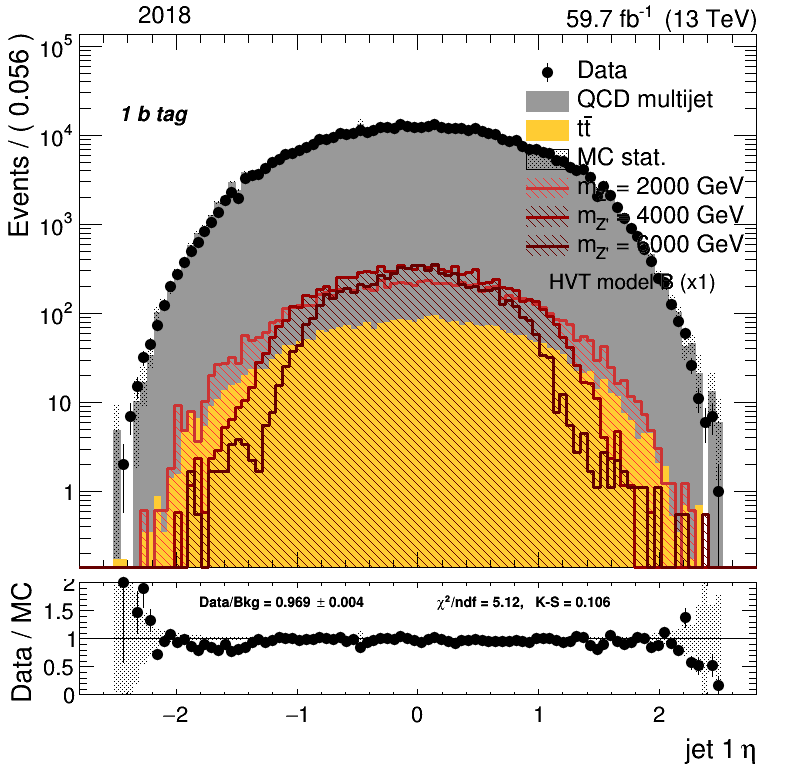 2018 59.7 fb⁻¹ (13 TeV)
Events / ( 0.056 )
10⁵
10⁴
10³
10²
10
1
1 b tag
Data
QCD multijet
tt̄
MC stat.
m_Z' = 2000 GeV
m_Z' = 4000 GeV
m_Z' = 6000 GeV
HVT model B (x1)
Data / MC
2
1.5
1
0.5
0
Data/Bkg = 0.969 ± 0.004 χ²/ndf = 5.12, K-S = 0.106
−2 −1 0 1 2
jet 1 η